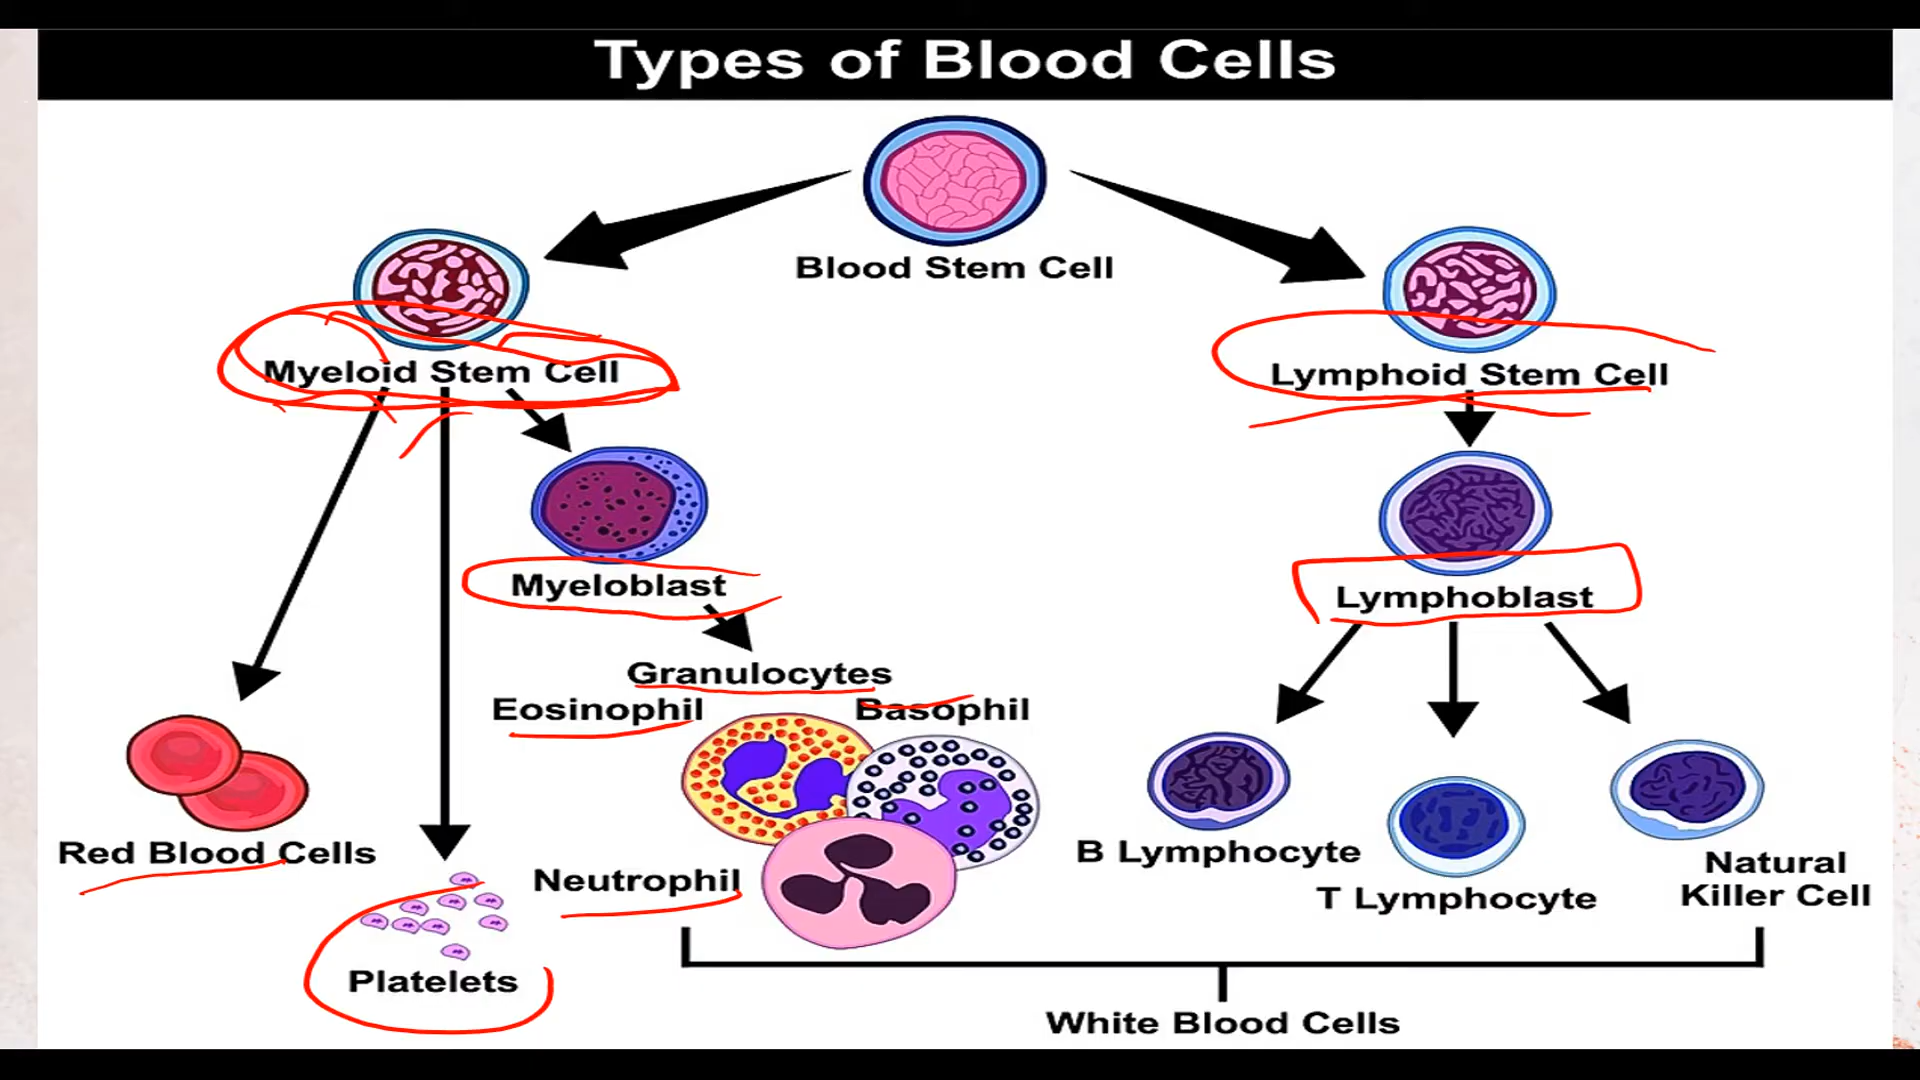 Types of Blood Cells
Blood Stem Cell
Myeloid Stem Cell
Lymphoid Stem Cell
Myeloblast
Lymphoblast
Granulocytes
Eosinophil
Basophil
Neutrophil
Red Blood Cells
Platelets
B Lymphocyte
T Lymphocyte
Natural
Killer Cell
White Blood Cells